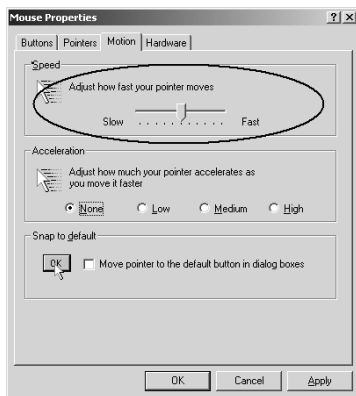 Mouse Properties
Buttons Pointers Motion Hardware
Speed
Adjust how fast your pointer moves
Slow Fast
Acceleration
Adjust how much your pointer accelerates as
you move it faster
None Low Medium High
Snap to default
OK Move pointer to the default button in dialog boxes
OK Cancel Apply